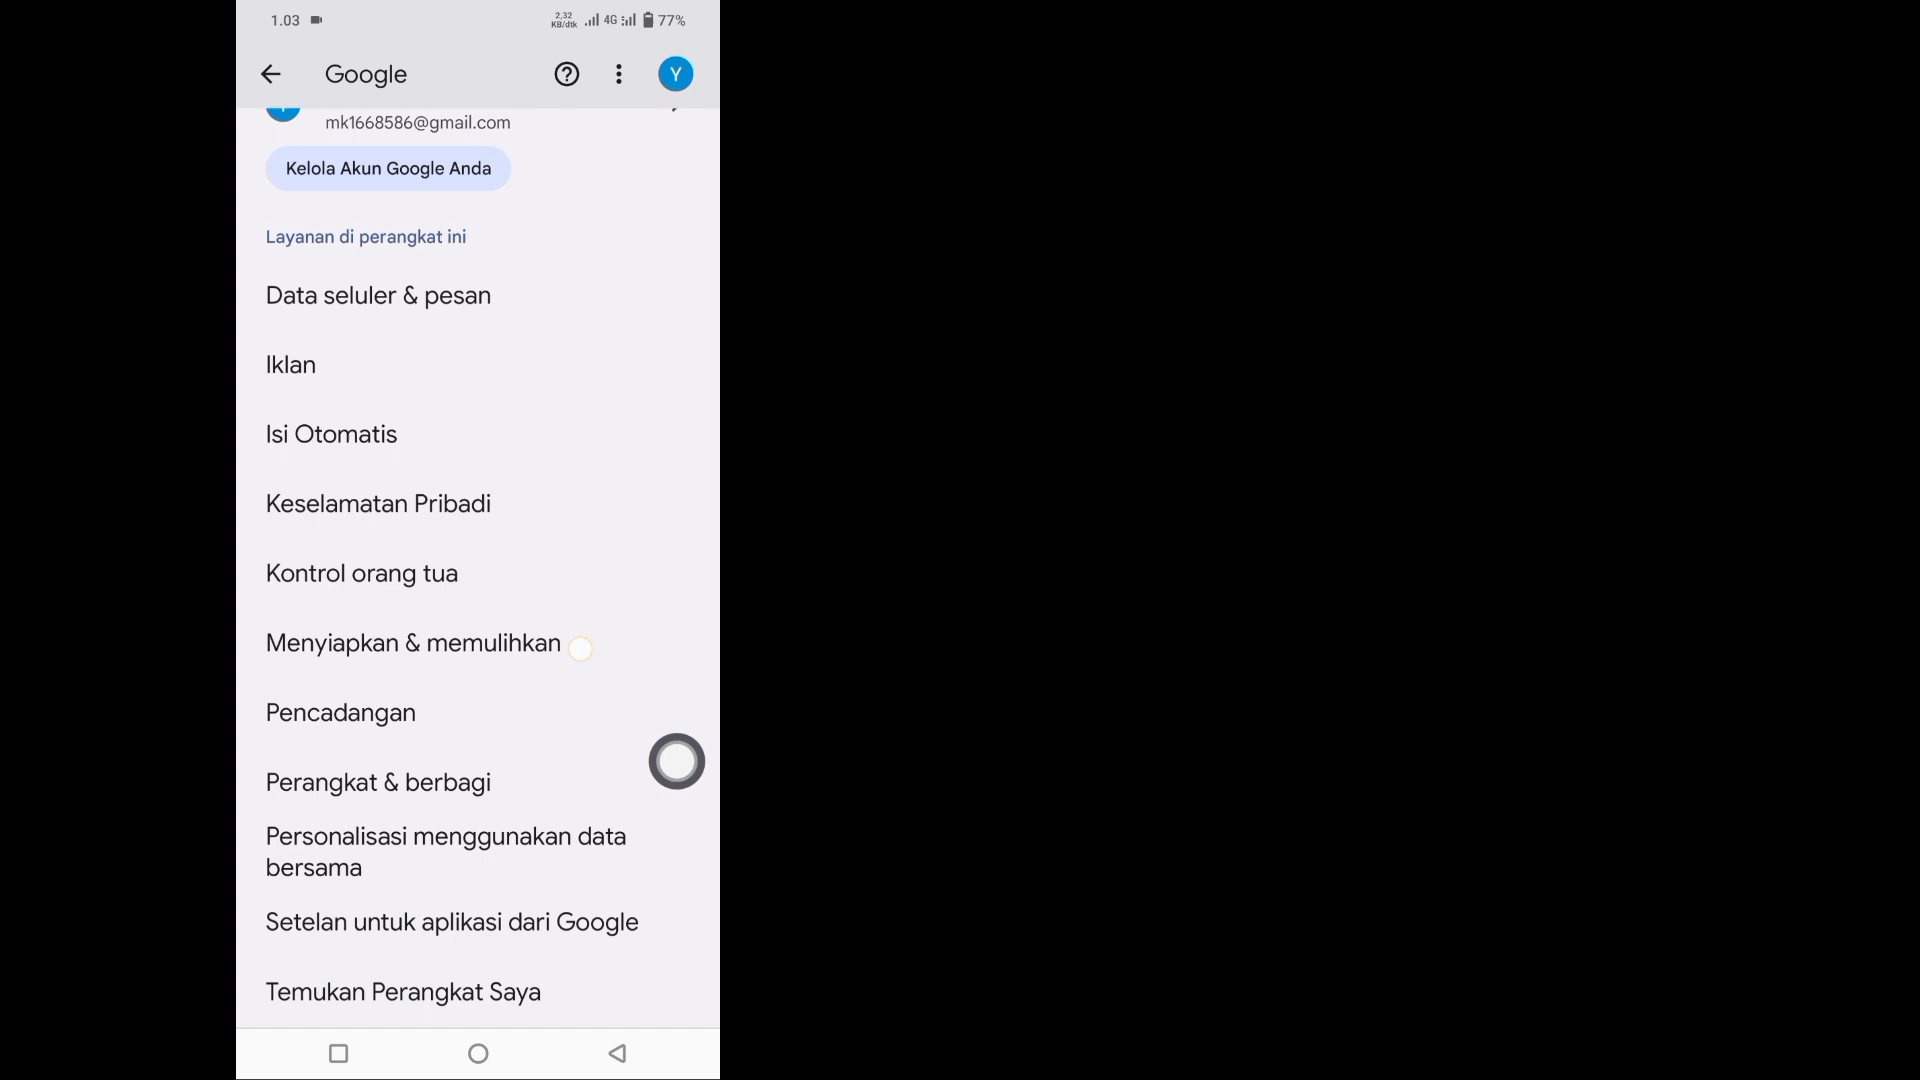 1.03
2,32
KB/dtk
4G
77%
Google
Y
mk1668586@gmail.com
Kelola Akun Google Anda
Layanan di perangkat ini
Data seluler & pesan
Iklan
Isi Otomatis
Keselamatan Pribadi
Kontrol orang tua
Menyiapkan & memulihkan
Pencadangan
Perangkat & berbagi
Personalisasi menggunakan data
bersama
Setelan untuk aplikasi dari Google
Temukan Perangkat Saya